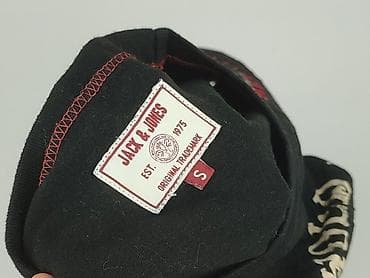 JACK & JONES
EST. 1975
ORIGINAL TRADEMARK
S